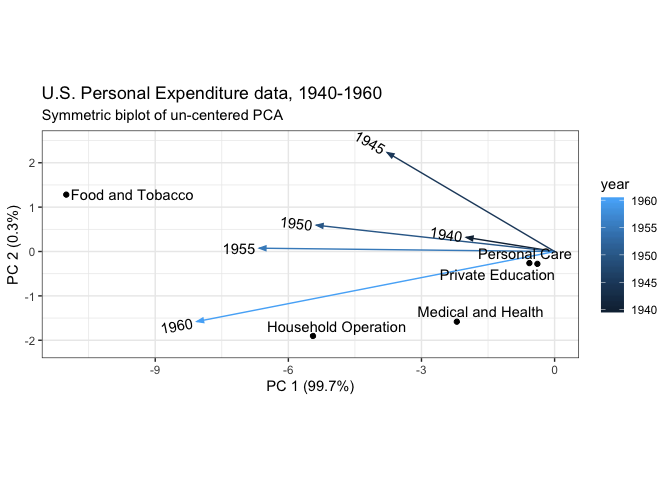 U.S. Personal Expenditure data, 1940-1960
Symmetric biplot of un-centered PCA
PC 2 (0.3%)
2
1
0
-1
-2
1945
Food and Tobacco
1950
1940
1955
Personal Care
Private Education
1960
Medical and Health
Household Operation
-9
-6
-3
0
PC 1 (99.7%)
year
1960
1955
1950
1945
1940